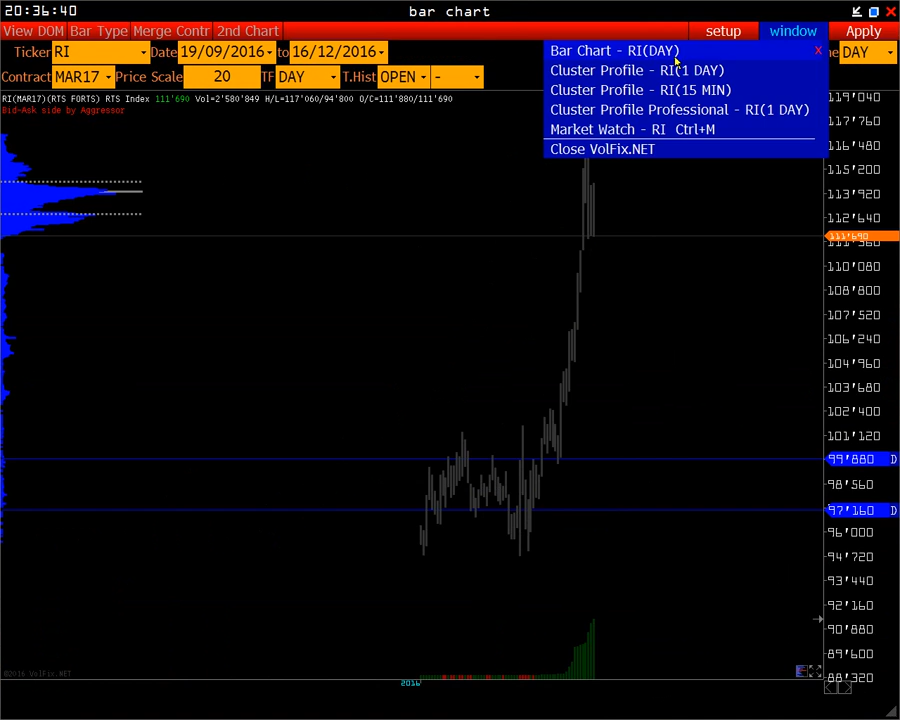 20:36:40 bar chart
View DOM Bar Type Merge Contr 2nd Chart setup window Apply
Ticker RI Date 19/09/2016 to 16/12/2016 DAY
Contract MAR17 Price Scale 20 TF DAY T.Hist OPEN -
Bar Chart - RI(DAY) x
Cluster Profile - RI(1 DAY)
Cluster Profile - RI(15 MIN)
Cluster Profile Professional - RI(1 DAY)
Market Watch - RI Ctrl+M
Close VolFix.NET
RI(MAR17)(RTS FORTS) RTS Index 111'690 Vol=2'580'849 H/L=117'060/94'800 O/C=111'880/111'690
Bid-Ask side by Aggressor
119'040
117'760
116'480
115'200
113'920
112'640
111'690
111'360
110'080
108'800
107'520
106'240
104'960
103'680
102'400
101'120
99'880 D
98'560
97'160 D
96'000
94'720
93'440
92'160
90'880
89'600
88'320
©2016 VolFix.NET
2016